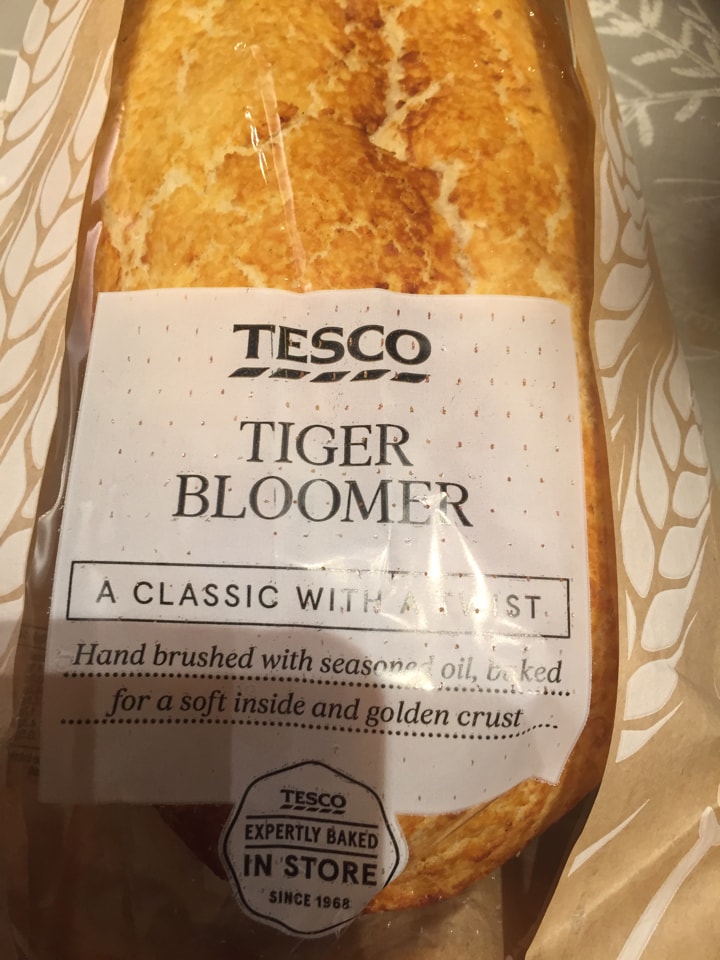 TESCO
TIGER
BLOOMER
A CLASSIC WITH A TWIST
Hand brushed with seasoned oil, baked
for a soft inside and golden crust
TESCO
EXPERTLY BAKED
IN STORE
SINCE 1968